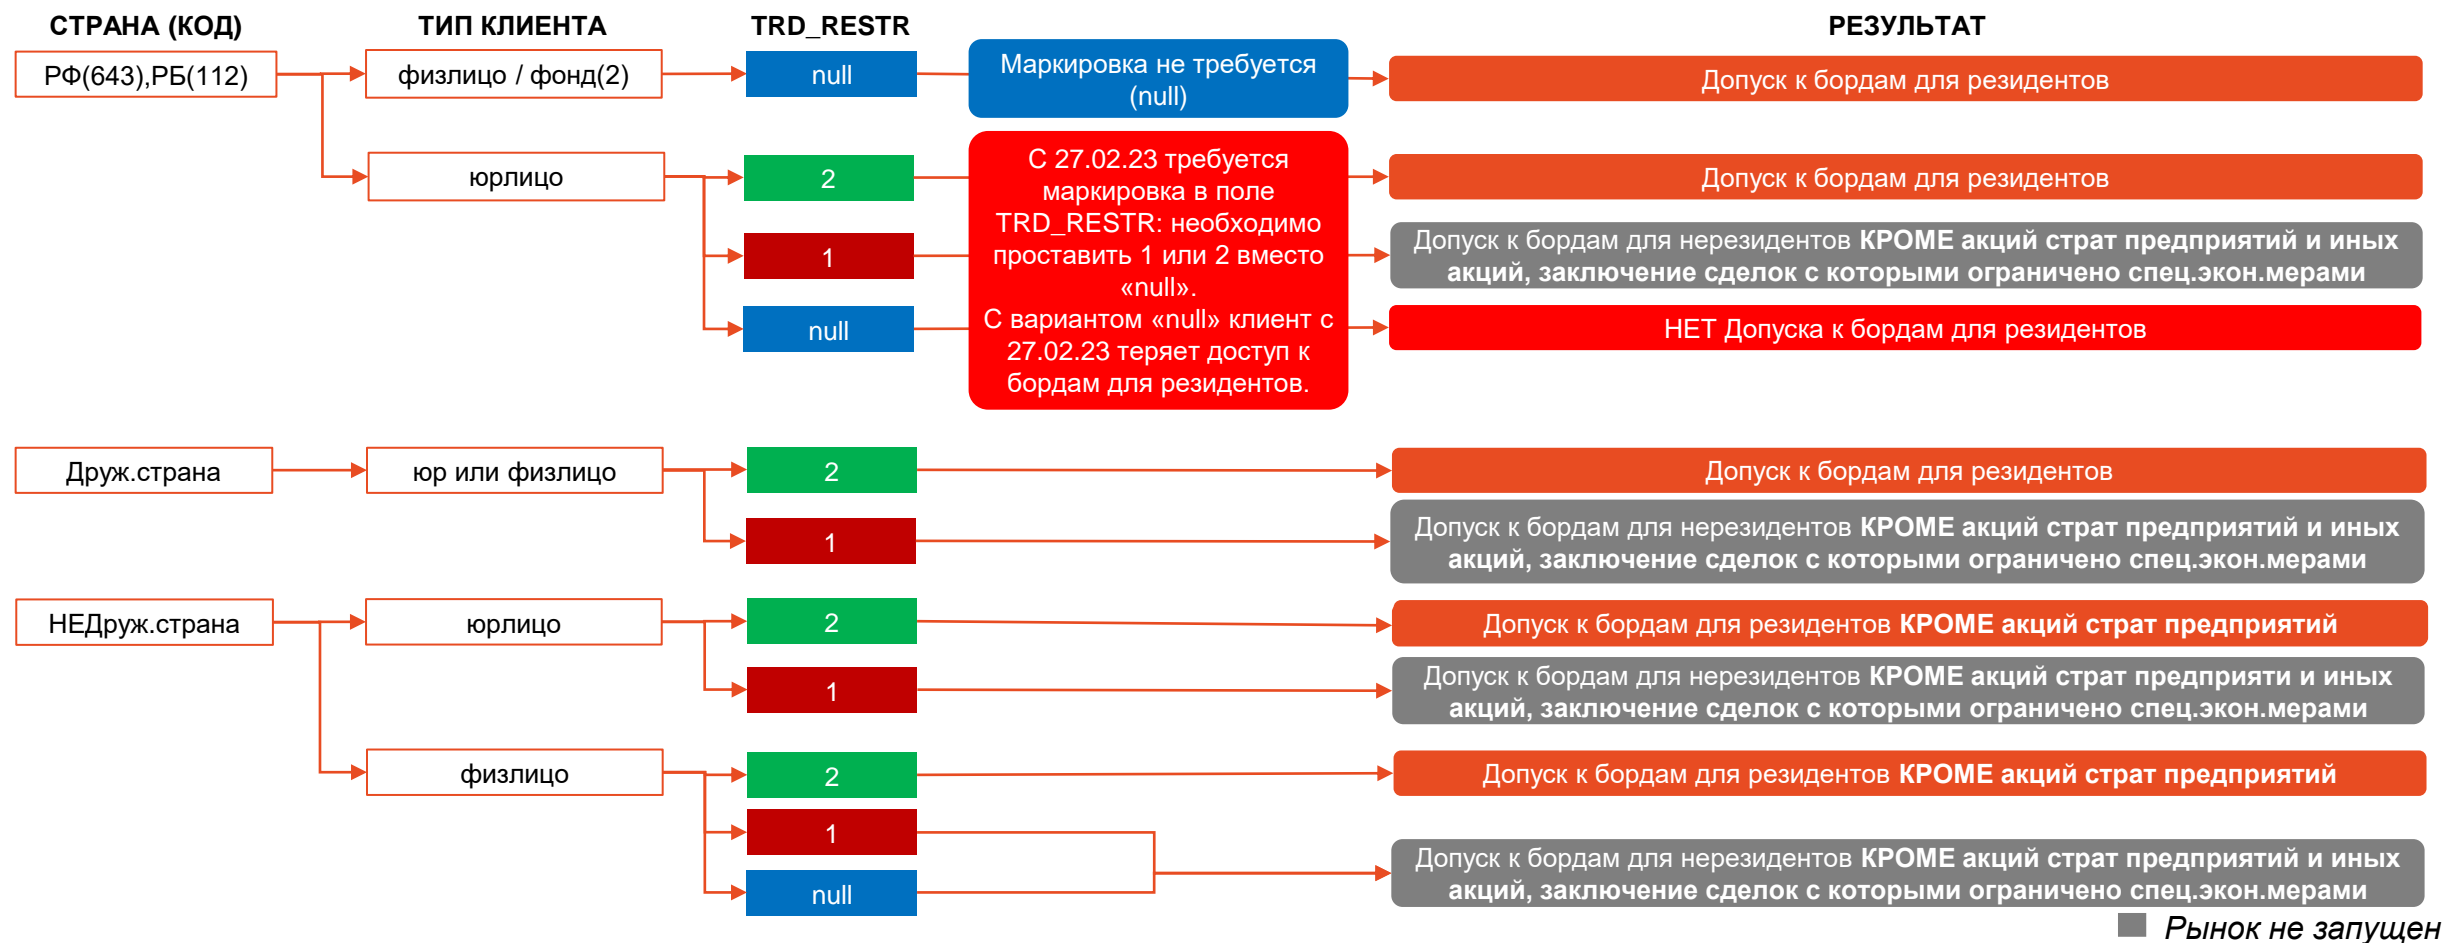 СТРАНА (КОД)
ТИП КЛИЕНТА
TRD_RESTR
РЕЗУЛЬТАТ
РФ(643),РБ(112)
физлицо / фонд(2)
null
Маркировка не требуется
(null)
Допуск к бордам для резидентов
юрлицо
2
С 27.02.23 требуется
маркировка в поле
TRD_RESTR: необходимо
проставить 1 или 2 вместо
«null».
С вариантом «null» клиент с
27.02.23 теряет доступ к
бордам для резидентов.
Допуск к бордам для резидентов
1
Допуск к бордам для нерезидентов КРОМЕ акций страт предприятий и иных
акций, заключение сделок с которыми ограничено спец.экон.мерами
null
НЕТ Допуска к бордам для резидентов
Друж.страна
юр или физлицо
2
Допуск к бордам для резидентов
1
Допуск к бордам для нерезидентов КРОМЕ акций страт предприятий и иных
акций, заключение сделок с которыми ограничено спец.экон.мерами
НЕДруж.страна
юрлицо
2
Допуск к бордам для резидентов КРОМЕ акций страт предприятий
1
Допуск к бордам для нерезидентов КРОМЕ акций страт предприяти и иных
акций, заключение сделок с которыми ограничено спец.экон.мерами
физлицо
2
Допуск к бордам для резидентов КРОМЕ акций страт предприятий
1
null
Допуск к бордам для нерезидентов КРОМЕ акций страт предприятий и иных
акций, заключение сделок с которыми ограничено спец.экон.мерами
Рынок не запущен